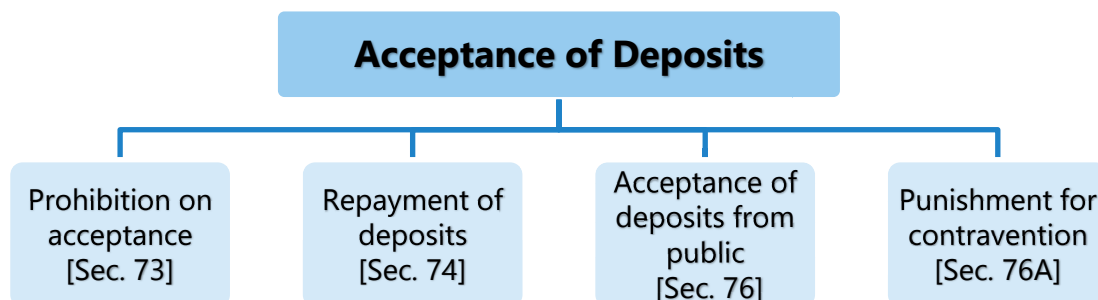 Acceptance of Deposits
Prohibition on
acceptance
[Sec. 73]
Repayment of
deposits
[Sec. 74]
Acceptance of
deposits from
public
[Sec. 76]
Punishment for
contravention
[Sec. 76A]